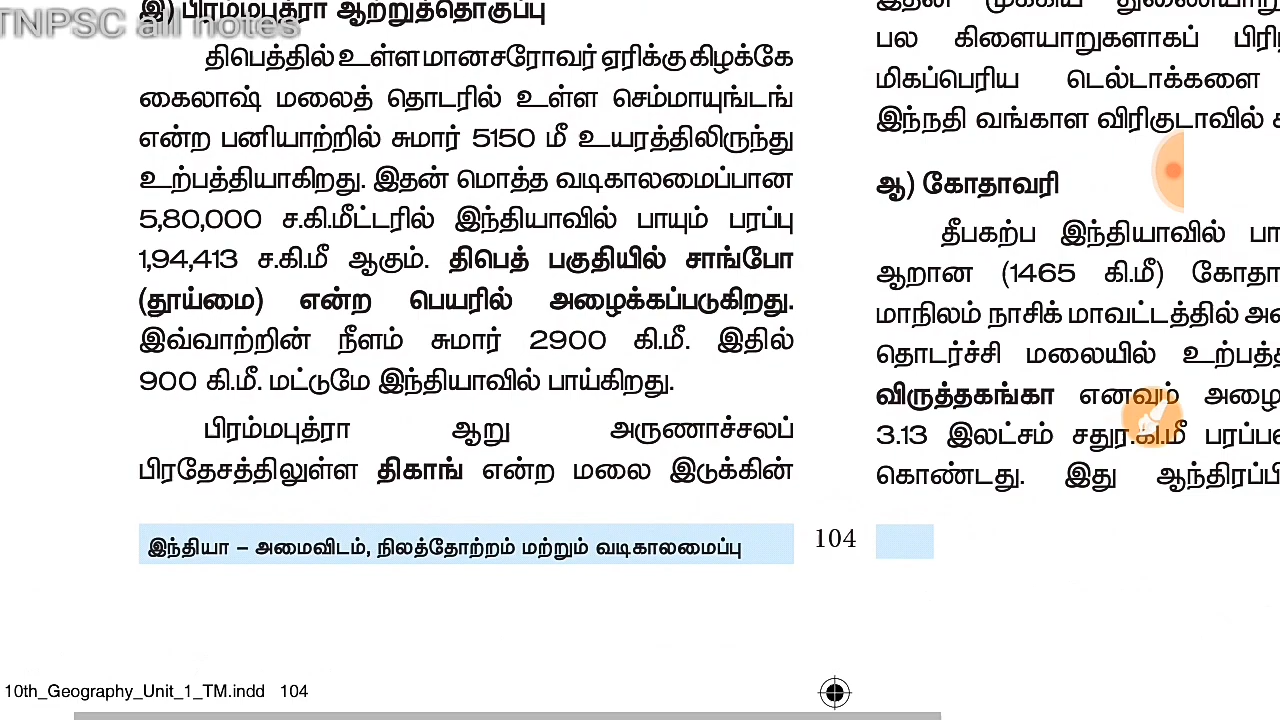 TNPSC all notes
இ) பிரம்மபுத்ரா ஆற்றுத்தொகுப்பு
திபெத்தில் உள்ள மானசரோவர் ஏரிக்கு கிழக்கே
கைலாஷ் மலைத் தொடரில் உள்ள செம்மாயுங்டங்
என்ற பனியாற்றில் சுமார் 5150 மீ உயரத்திலிருந்து
உற்பத்தியாகிறது. இதன் மொத்த வடிகாலமைப்பான
5,80,000 ச.கி.மீட்டரில் இந்தியாவில் பாயும் பரப்பு
1,94,413 ச.கி.மீ ஆகும். திபெத் பகுதியில் சாங்போ
(தூய்மை) என்ற பெயரில் அழைக்கப்படுகிறது.
இவ்வாற்றின் நீளம் சுமார் 2900 கி.மீ. இதில்
900 கி.மீ. மட்டுமே இந்தியாவில் பாய்கிறது.
பிரம்மபுத்ரா ஆறு அருணாச்சலப்
பிரதேசத்திலுள்ள திகாங் என்ற மலை இடுக்கின்
இந்தியா – அமைவிடம், நிலத்தோற்றம் மற்றும் வடிகாலமைப்பு
104
இதன் முக்கிய
பல கிளையாறுகளாகப்
மிகப்பெரிய டெல்டாக்களை
இந்நதி வங்காள விரிகுடாவில்
ஆ) கோதாவரி
தீபகற்ப இந்தியாவில்
ஆறான (1465 கி.மீ)
மாநிலம் நாசிக் மாவட்டத்தில்
தொடர்ச்சி மலையில்
விருத்தகங்கா எனவும்
3.13 இலட்சம் சதுர.கி.மீ
கொண்டது. இது
10th_Geography_Unit_1_TM.indd 104